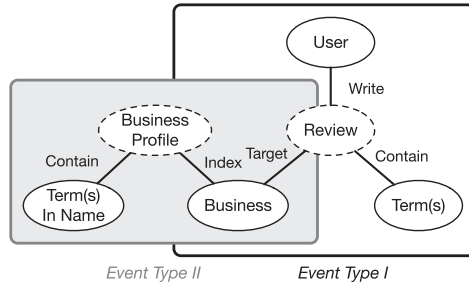 User
Write
Business
Profile
Review
Contain
Index
Target
Contain
Term(s)
In Name
Business
Term(s)
Event Type II
Event Type I